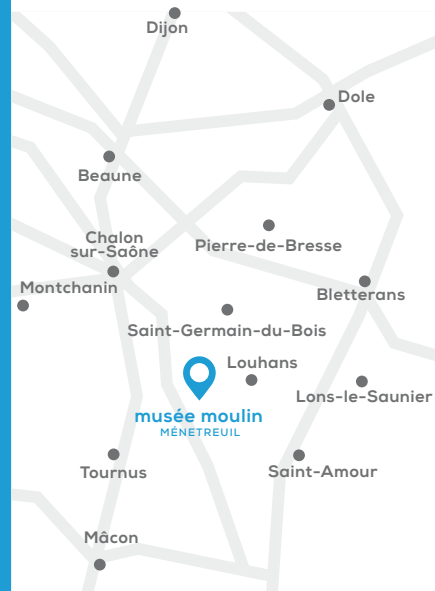 Dijon
Dole
Beaune
Chalon
sur-Saône
Pierre-de-Bresse
Montchanin
Bletterans
Saint-Germain-du-Bois
Louhans
Lons-le-Saunier
musée moulin
MÉNETREUIL
Tournus
Saint-Amour
Mâcon